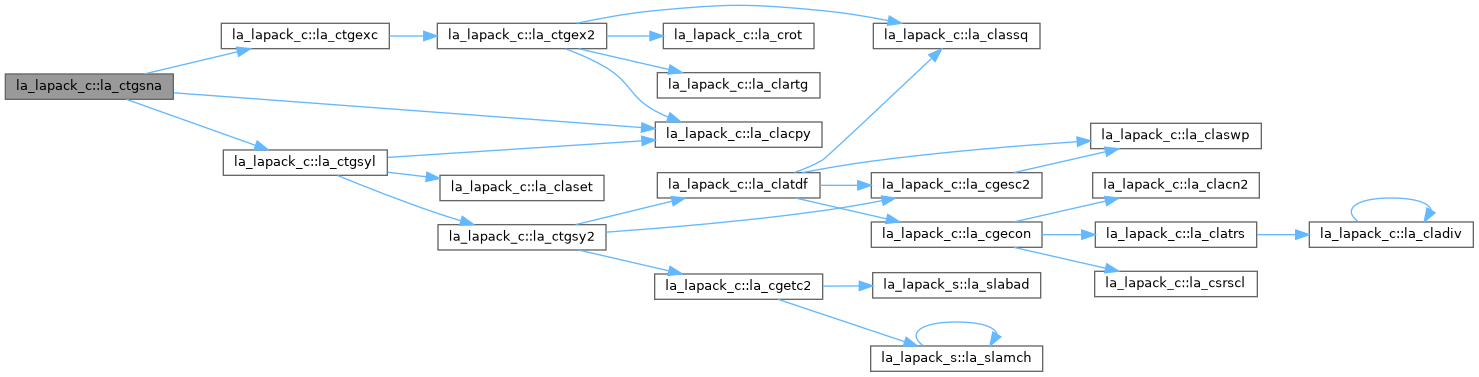 la_lapack_c::la_ctgsna
la_lapack_c::la_ctgexc
la_lapack_c::la_ctgex2
la_lapack_c::la_crot
la_lapack_c::la_classq
la_lapack_c::la_clartg
la_lapack_c::la_clacpy
la_lapack_c::la_ctgsyl
la_lapack_c::la_claset
la_lapack_c::la_ctgsy2
la_lapack_c::la_clatdf
la_lapack_c::la_cgesc2
la_lapack_c::la_claswp
la_lapack_c::la_cgecon
la_lapack_c::la_clacn2
la_lapack_c::la_clatrs
la_lapack_c::la_cladiv
la_lapack_c::la_csrscl
la_lapack_c::la_cgetc2
la_lapack_s::la_slabad
la_lapack_s::la_slamch